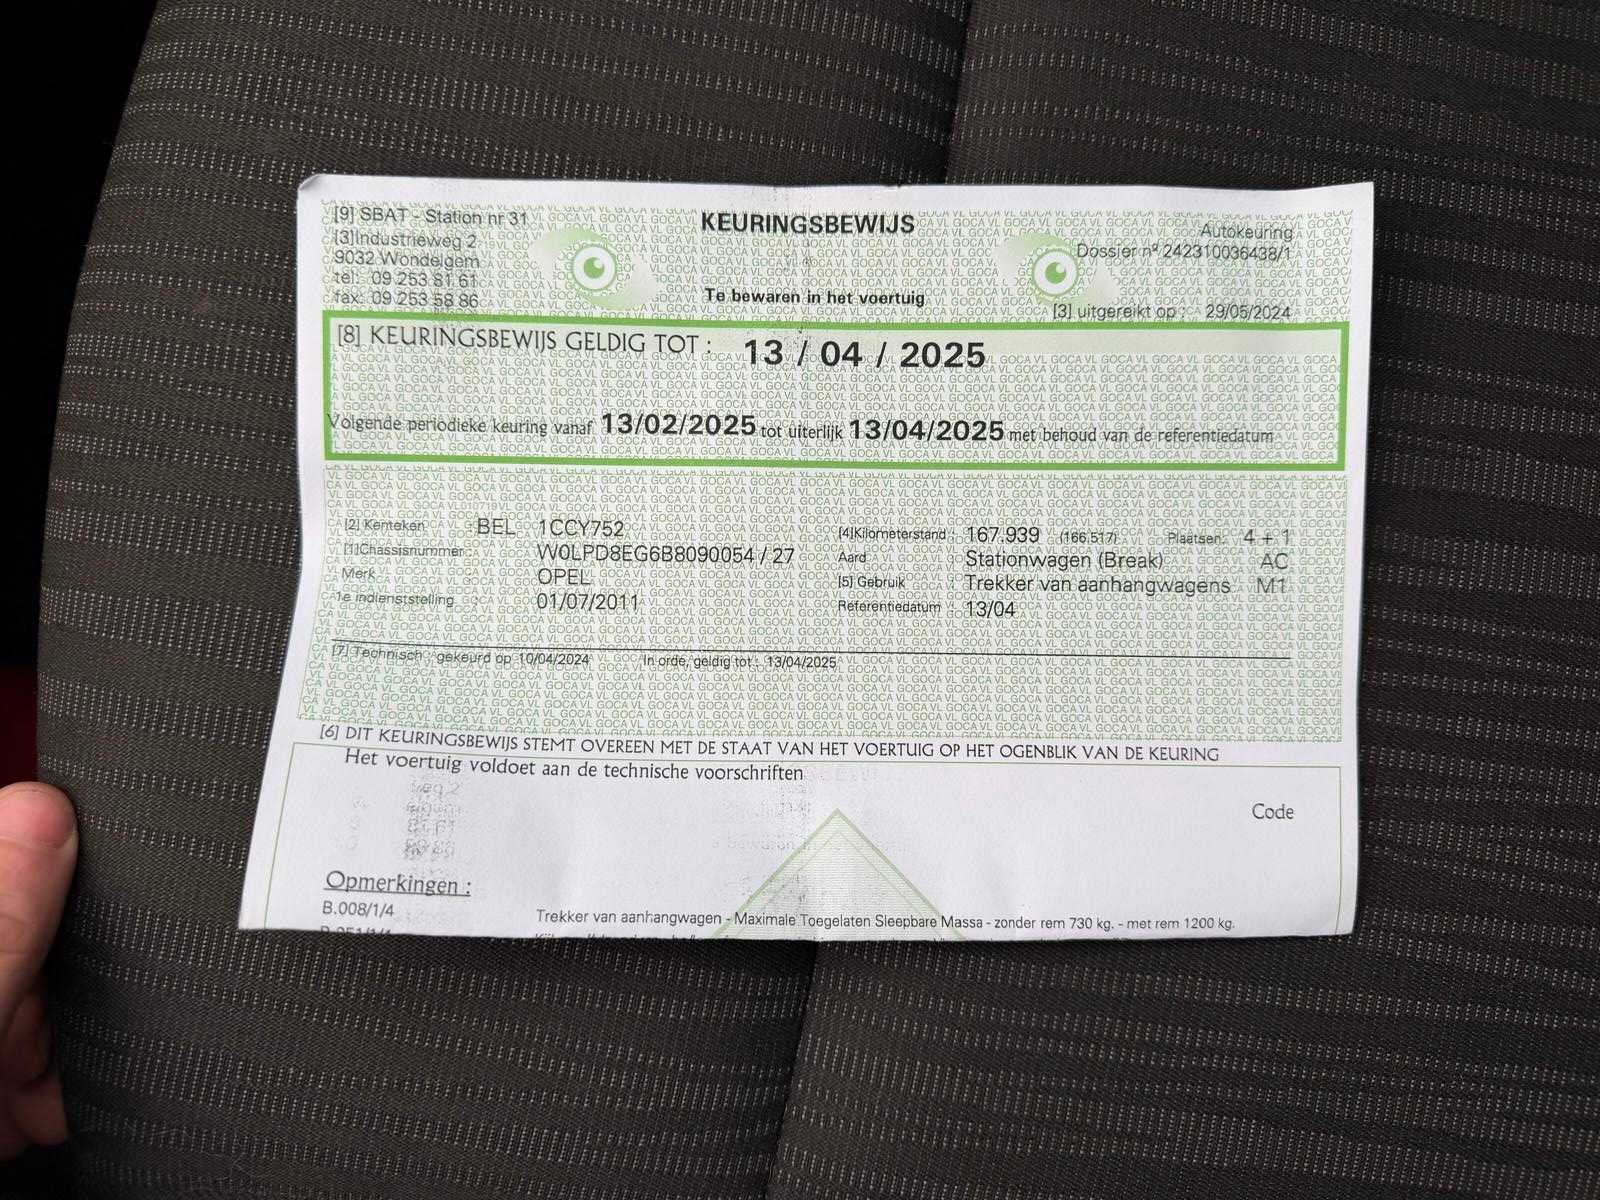 [9] SBAT - Station nr 31
KEURINGSBEWIJS
Autokeuring
[3]Industrieweg 2
Dossier nº 242310036438/1
9032 Wondelgem
tel: 09 253 81 61
fax: 09 253 58 86
Te bewaren in het voertuig
[3] uitgereikt op : 29/05/2024
[8] KEURINGSBEWIJS GELDIG TOT : 13 / 04 / 2025
Volgende periodieke keuring vanaf 13/02/2025 tot uiterlijk 13/04/2025 met behoud van de referentiedatum
[2] Kenteken : BEL 1CCY752
[4]Kilometerstand : 167.939 (166.517) Plaatsen: 4 + 1
[1]Chassisnummer W0LPD8EG6B8090054 / 27
Aard Stationwagen (Break) AC
Merk OPEL
[5] Gebruik Trekker van aanhangwagens M1
1e indienststelling 01/07/2011
Referentiedatum 13/04
[7] Technisch : gekeurd op 10/04/2024 In orde, geldig tot : 13/04/2025
[6] DIT KEURINGSBEWIJS STEMT OVEREEN MET DE STAAT VAN HET VOERTUIG OP HET OGENBLIK VAN DE KEURING
Het voertuig voldoet aan de technische voorschriften
Code
Opmerkingen :
B.008/1/4 Trekker van aanhangwagen - Maximale Toegelaten Sleepbare Massa - zonder rem 730 kg. - met rem 1200 kg.